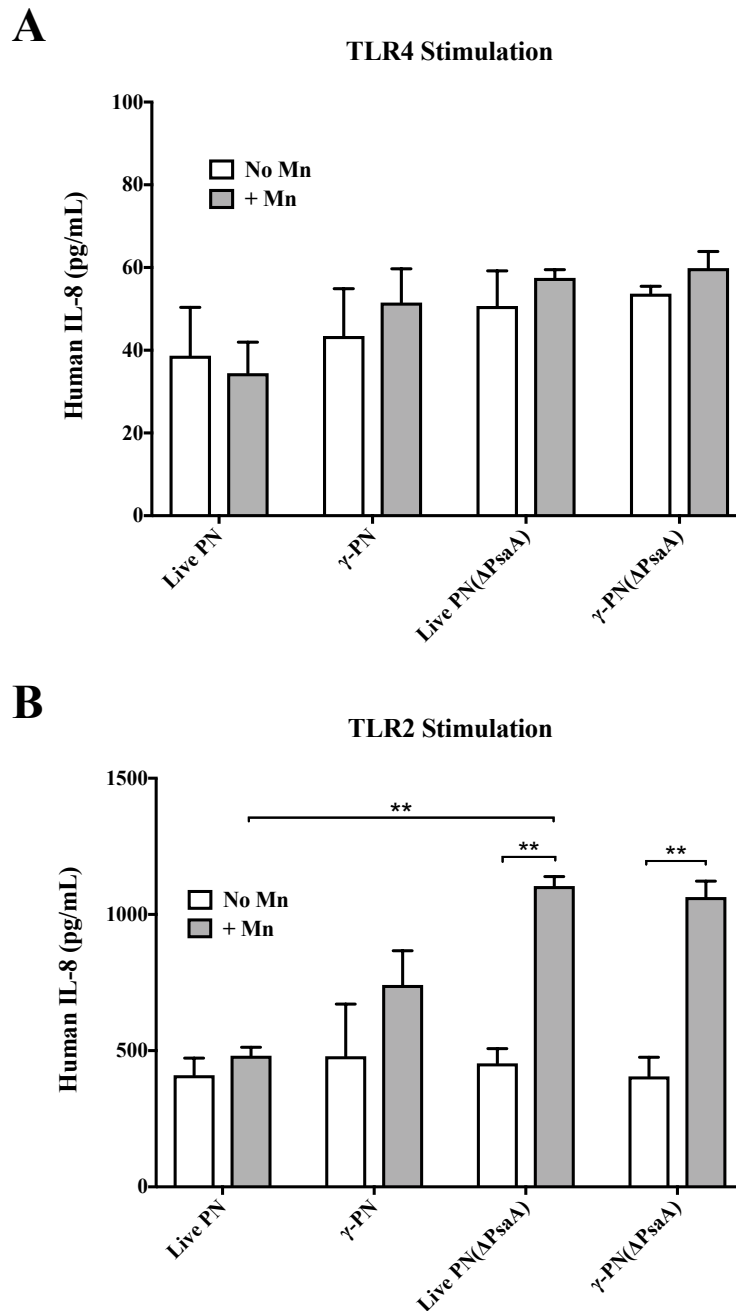 A
TLR4 Stimulation
100
80
60
40
20
0
Human IL-8 (pg/mL)
No Mn
+ Mn
Live PN
γ-PN
Live PN(ΔPsaA)
γ-PN(ΔPsaA)
B
TLR2 Stimulation
1500
1000
500
0
Human IL-8 (pg/mL)
No Mn
+ Mn
**
**
**
Live PN
γ-PN
Live PN(ΔPsaA)
γ-PN(ΔPsaA)